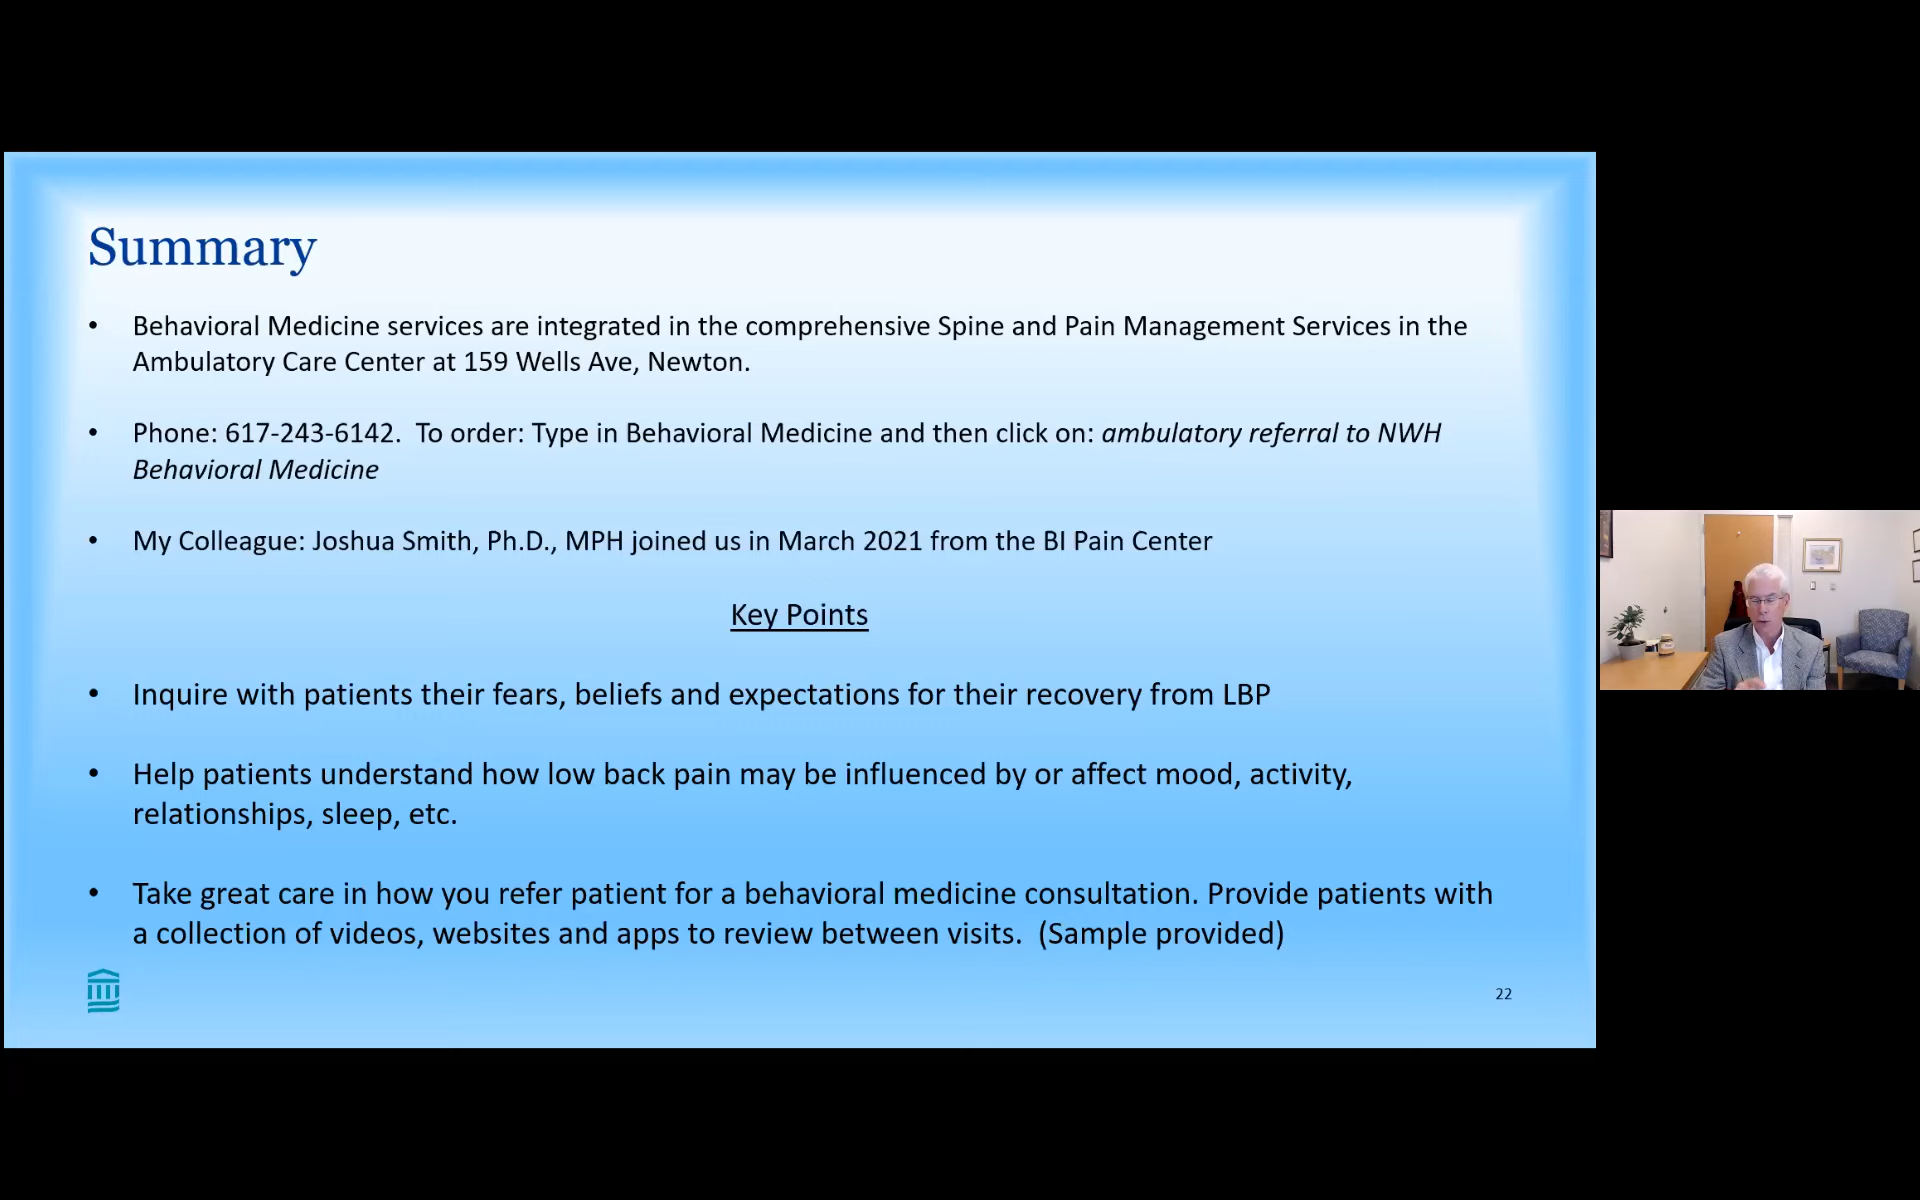 Summary
• Behavioral Medicine services are integrated in the comprehensive Spine and Pain Management Services in the
Ambulatory Care Center at 159 Wells Ave, Newton.
• Phone: 617-243-6142.  To order: Type in Behavioral Medicine and then click on: ambulatory referral to NWH
Behavioral Medicine
• My Colleague: Joshua Smith, Ph.D., MPH joined us in March 2021 from the BI Pain Center
Key Points
• Inquire with patients their fears, beliefs and expectations for their recovery from LBP
• Help patients understand how low back pain may be influenced by or affect mood, activity,
relationships, sleep, etc.
• Take great care in how you refer patient for a behavioral medicine consultation. Provide patients with
a collection of videos, websites and apps to review between visits.  (Sample provided)
22